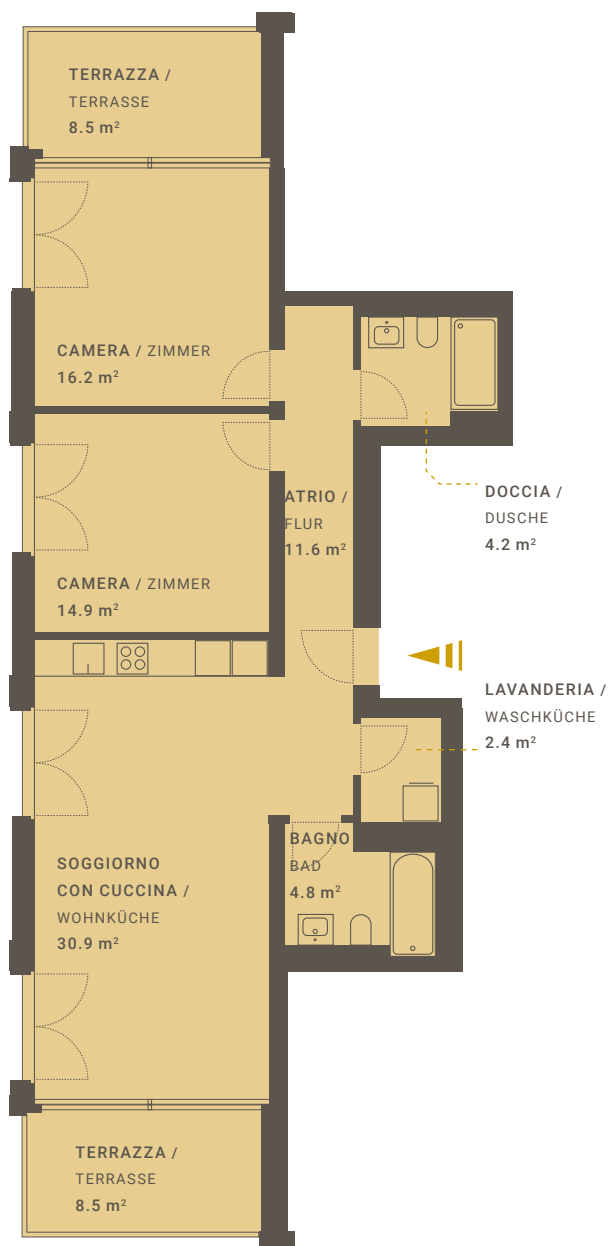 TERRAZZA /
TERRASSE
8.5 m²
CAMERA / ZIMMER
16.2 m²
ATRIO /
FLUR
11.6 m²
DOCCIA /
DUSCHE
4.2 m²
CAMERA / ZIMMER
14.9 m²
LAVANDERIA /
WASCHKÜCHE
2.4 m²
BAGNO
BAD
4.8 m²
SOGGIORNO
CON CUCCINA /
WOHNKÜCHE
30.9 m²
TERRAZZA /
TERRASSE
8.5 m²